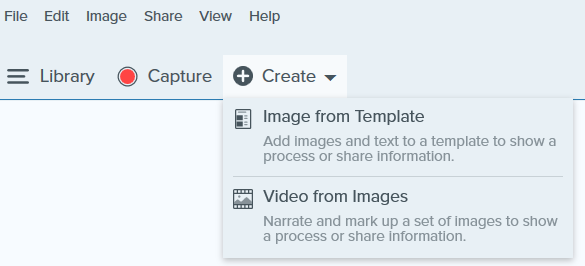 File Edit Image Share View Help
Library Capture Create
Image from Template
Add images and text to a template to show a
process or share information.
Video from Images
Narrate and mark up a set of images to show
a process or share information.